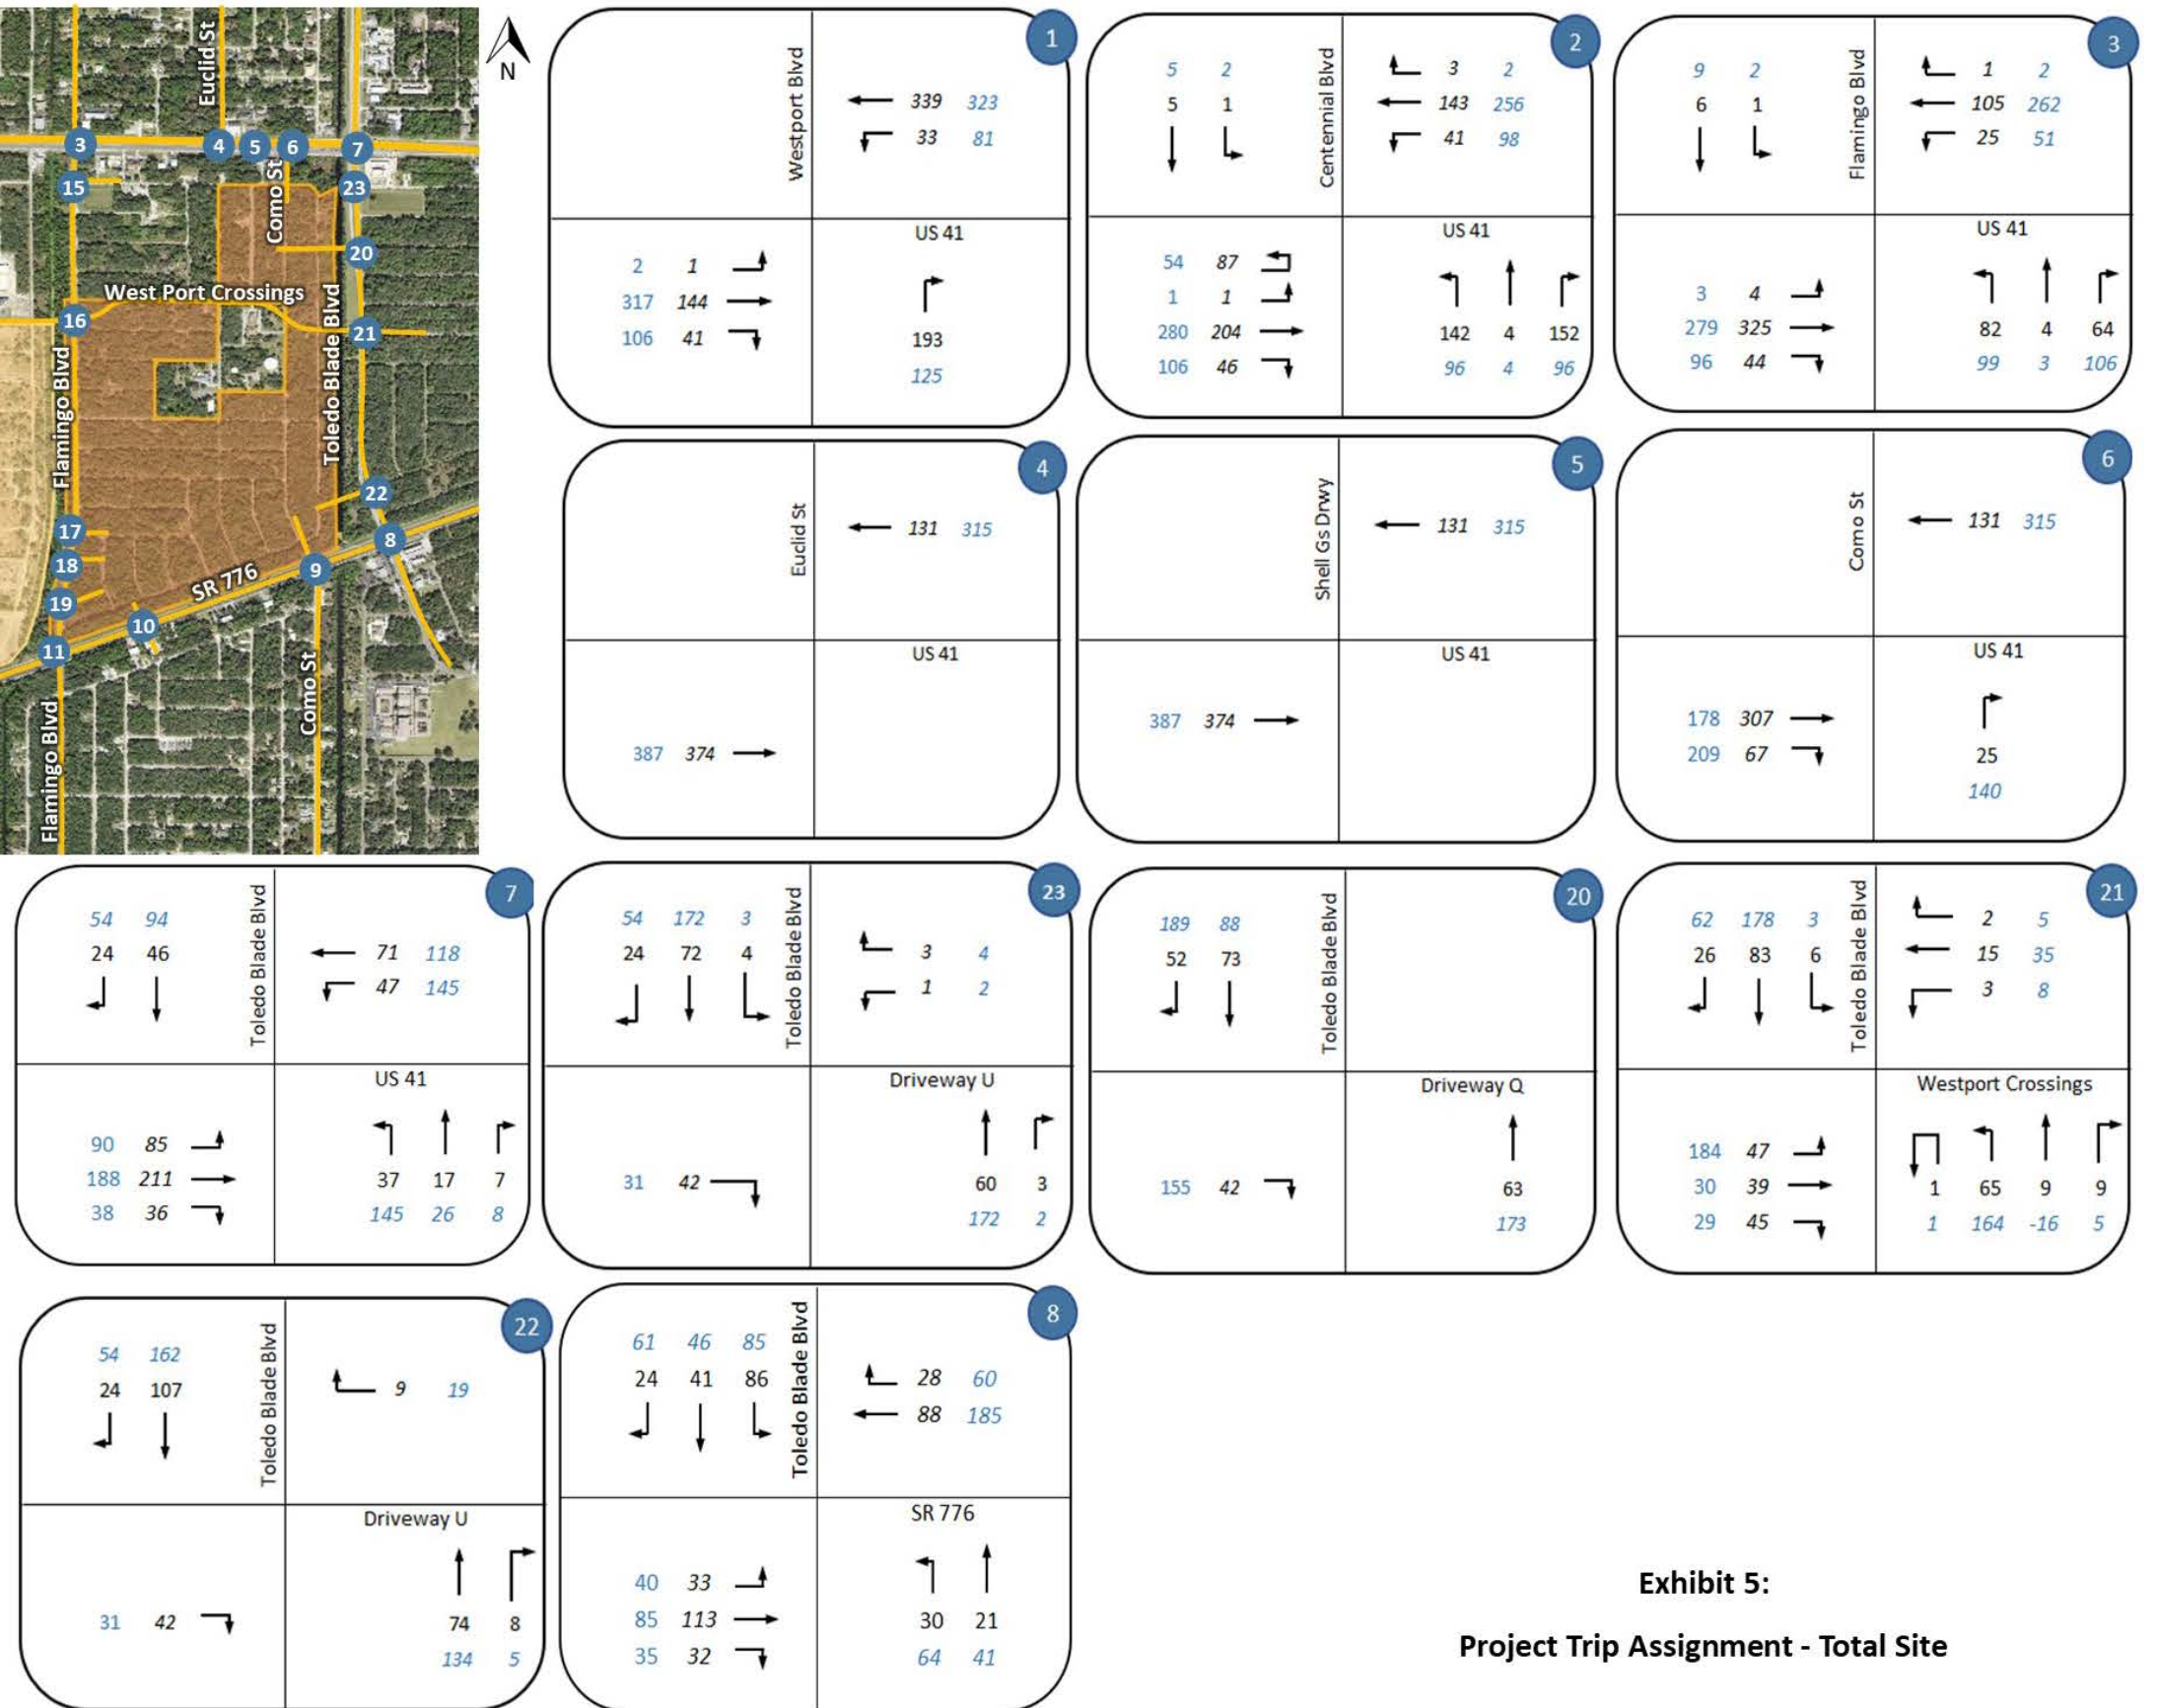 Euclid St
N
3
4
5
6
7
Como St
15
23
20
West Port Crossings
16
21
Flamingo Blvd
Toledo Blade Blvd
22
17
8
18
9
SR 776
19
10
11
Flamingo Blvd
Como St
1
Westport Blvd
339 323
33 81
US 41
2 1
317 144
106 41
193
125
2
5 2
5 1
Centennial Blvd
3 2
143 256
41 98
US 41
54 87
1 1
280 204
106 46
142 4 152
96 4 96
3
9 2
6 1
Flamingo Blvd
1 2
105 262
25 51
US 41
3 4
279 325
96 44
82 4 64
99 3 106
4
Euclid St
131 315
US 41
387 374
5
Shell Gs Drwy
131 315
US 41
387 374
6
Como St
131 315
US 41
178 307
209 67
25
140
7
54 94
24 46
Toledo Blade Blvd
71 118
47 145
US 41
90 85
188 211
38 36
37 17 7
145 26 8
23
54 172 3
24 72 4
Toledo Blade Blvd
3 4
1 2
Driveway U
31 42
60 3
172 2
20
189 88
52 73
Toledo Blade Blvd
Driveway Q
155 42
63
173
21
62 178 3
26 83 6
Toledo Blade Blvd
2 5
15 35
3 8
Westport Crossings
184 47
30 39
29 45
1 65 9 9
1 164 -16 5
22
54 162
24 107
Toledo Blade Blvd
9 19
Driveway U
31 42
74 8
134 5
8
61 46 85
24 41 86
Toledo Blade Blvd
28 60
88 185
SR 776
40 33
85 113
35 32
30 21
64 41
Exhibit 5:
Project Trip Assignment - Total Site